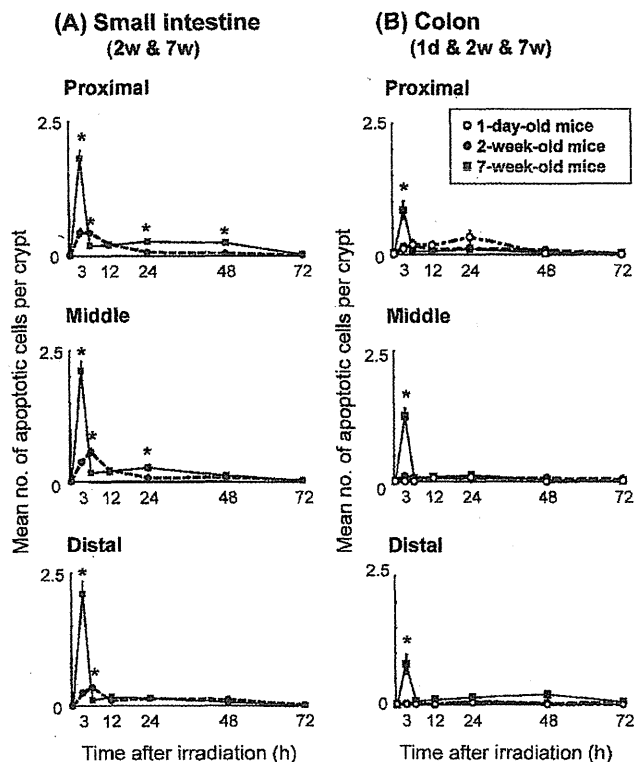 (A) Small intestine
(2w & 7w)
Proximal
2.5
0
3 12 24 48 72
* * * *
Middle
2.5
0
3 12 24 48 72
* * *
Distal
2.5
0
3 12 24 48 72
* *
Mean no. of apoptotic cells per crypt
Time after irradiation (h)
(B) Colon
(1d & 2w & 7w)
Proximal
2.5
0
3 12 24 48 72
*
1-day-old mice
2-week-old mice
7-week-old mice
Middle
2.5
0
3 12 24 48 72
*
Distal
2.5
0
3 12 24 48 72
*
Mean no. of apoptotic cells per crypt
Time after irradiation (h)